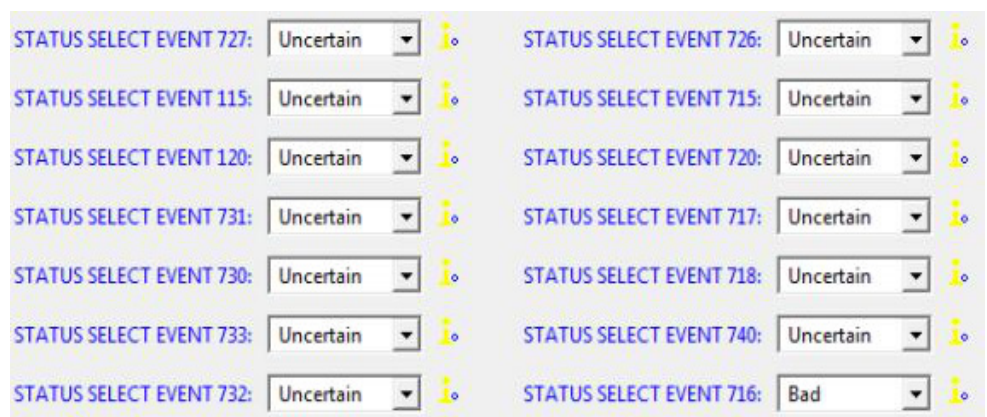 STATUS SELECT EVENT 727: Uncertain STATUS SELECT EVENT 726: Uncertain
STATUS SELECT EVENT 115: Uncertain STATUS SELECT EVENT 715: Uncertain
STATUS SELECT EVENT 120: Uncertain STATUS SELECT EVENT 720: Uncertain
STATUS SELECT EVENT 731: Uncertain STATUS SELECT EVENT 717: Uncertain
STATUS SELECT EVENT 730: Uncertain STATUS SELECT EVENT 718: Uncertain
STATUS SELECT EVENT 733: Uncertain STATUS SELECT EVENT 740: Uncertain
STATUS SELECT EVENT 732: Uncertain STATUS SELECT EVENT 716: Bad